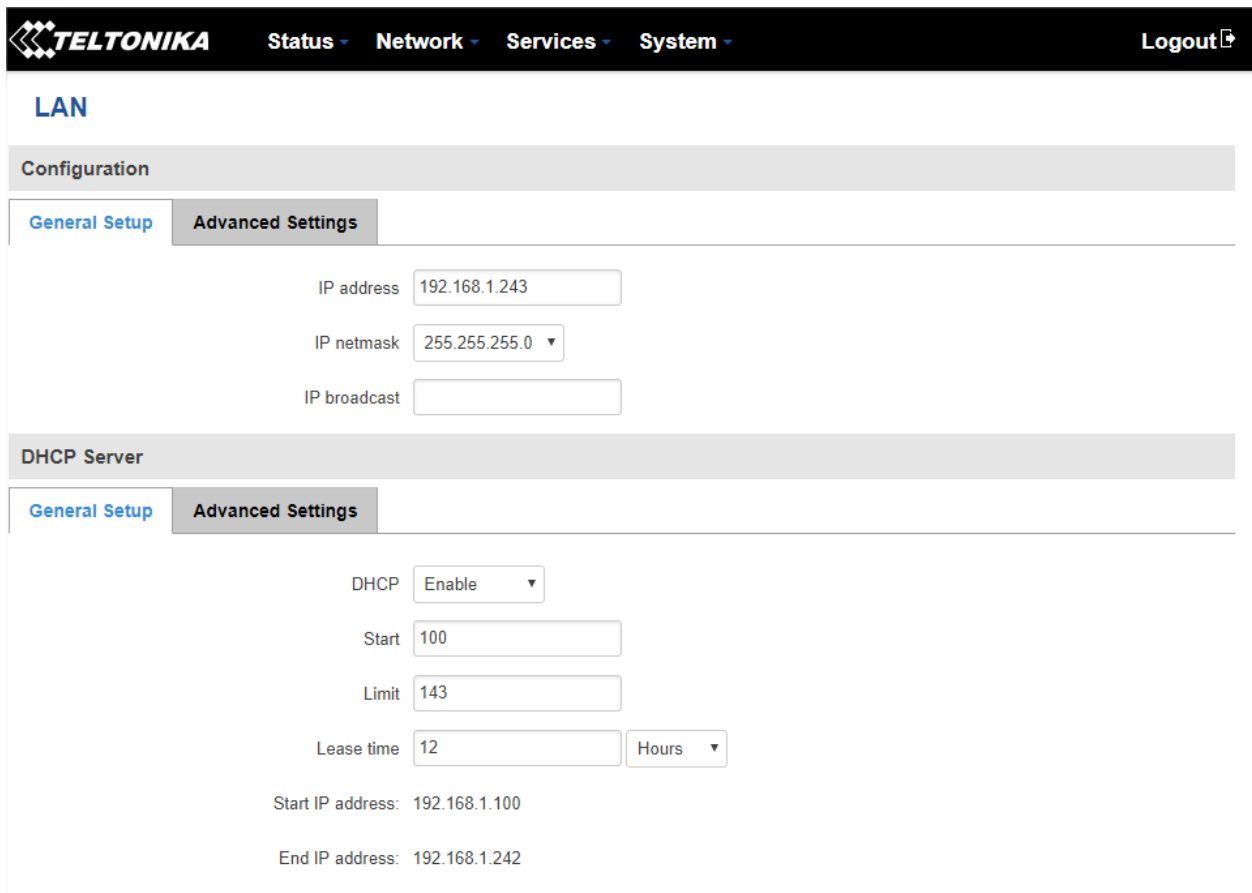 TELTONIKA Status Network Services System Logout
LAN
Configuration
General Setup Advanced Settings
IP address 192.168.1.243
IP netmask 255.255.255.0
IP broadcast
DHCP Server
General Setup Advanced Settings
DHCP Enable
Start 100
Limit 143
Lease time 12 Hours
Start IP address: 192.168.1.100
End IP address: 192.168.1.242